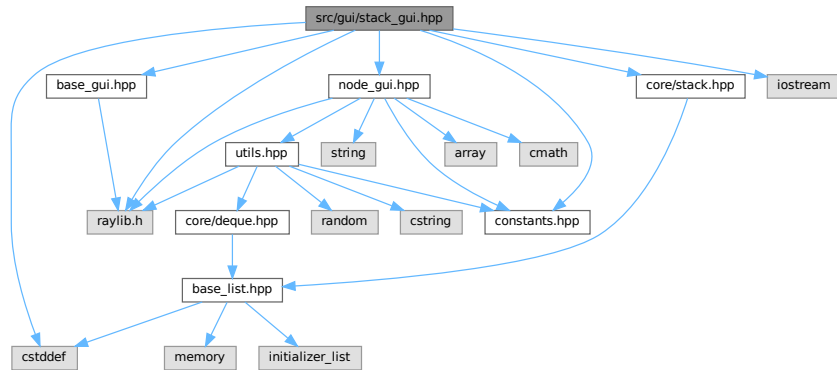 src/gui/stack_gui.hpp
base_gui.hpp
node_gui.hpp
core/stack.hpp
iostream
utils.hpp
string
array
cmath
raylib.h
core/deque.hpp
random
cstring
constants.hpp
base_list.hpp
cstddef
memory
initializer_list